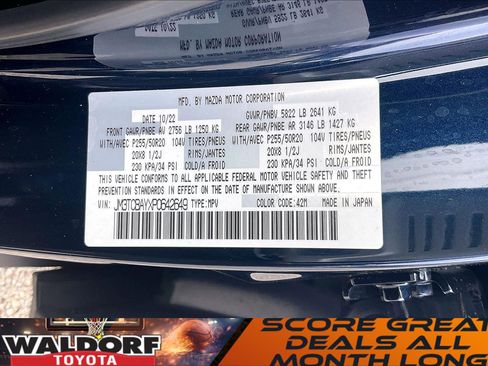 MFD. BY MAZDA MOTOR CORPORATION
DATE: 10/22 GVWR/PNBV 5822 LB 2641 KG
FRONT GAWR/PNBE AV 2756 LB 1250 KG REAR GAWR/PNBE AR 3146 LB 1427 KG
WITH/AVEC P255/50R20 104V TIRES/PNEUS WITH/AVEC P255/50R20 104V TIRES/PNEUS
20X8 1/2J RIMS/JANTES 20X8 1/2J RIMS/JANTES
230 KPA/34 PSI COLD/A FROID 230 KPA/34 PSI COLD/A FROID
THIS VEHICLE CONFORMS TO ALL APPLICABLE FEDERAL MOTOR VEHICLE SAFETY AND THEFT
PREVENTION STANDARDS IN EFFECT ON THE DATE OF MANUFACTURE SHOWN ABOVE.
VIN: JM3TCBAYXP0642649 TYPE:MPV
COLOR CODE:42M MADE IN JAPAN
WALDORF
TOYOTA
SCORE GREAT
DEALS ALL
MONTH LONG